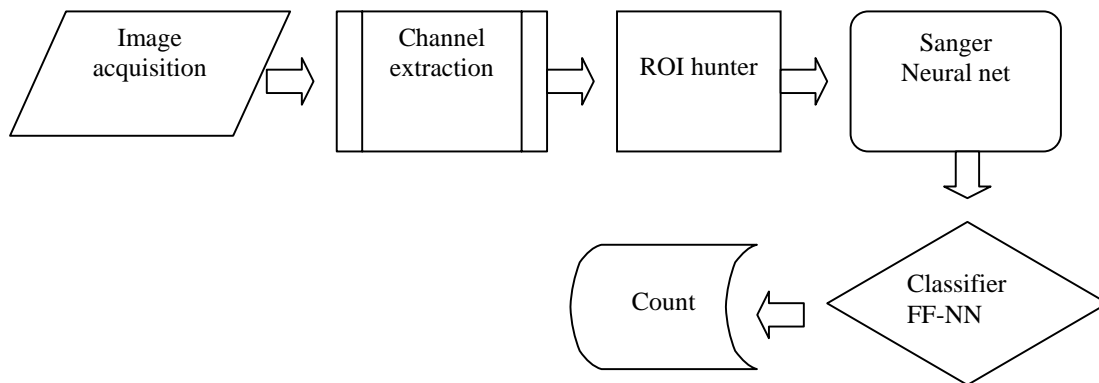 Image
acquisition
Channel
extraction
ROI hunter
Sanger
Neural net
Classifier
FF-NN
Count